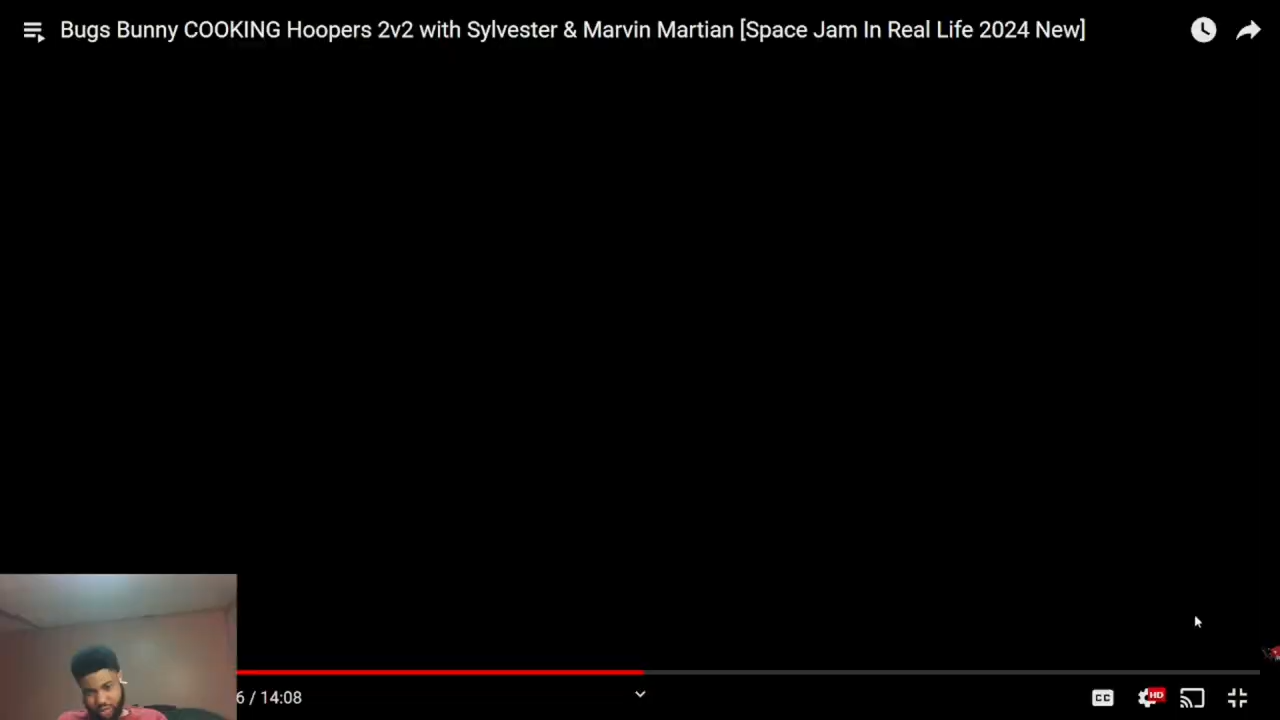 Bugs Bunny COOKING Hoopers 2v2 with Sylvester & Marvin Martian [Space Jam In Real Life 2024 New]
6 / 14:08
CC
HD